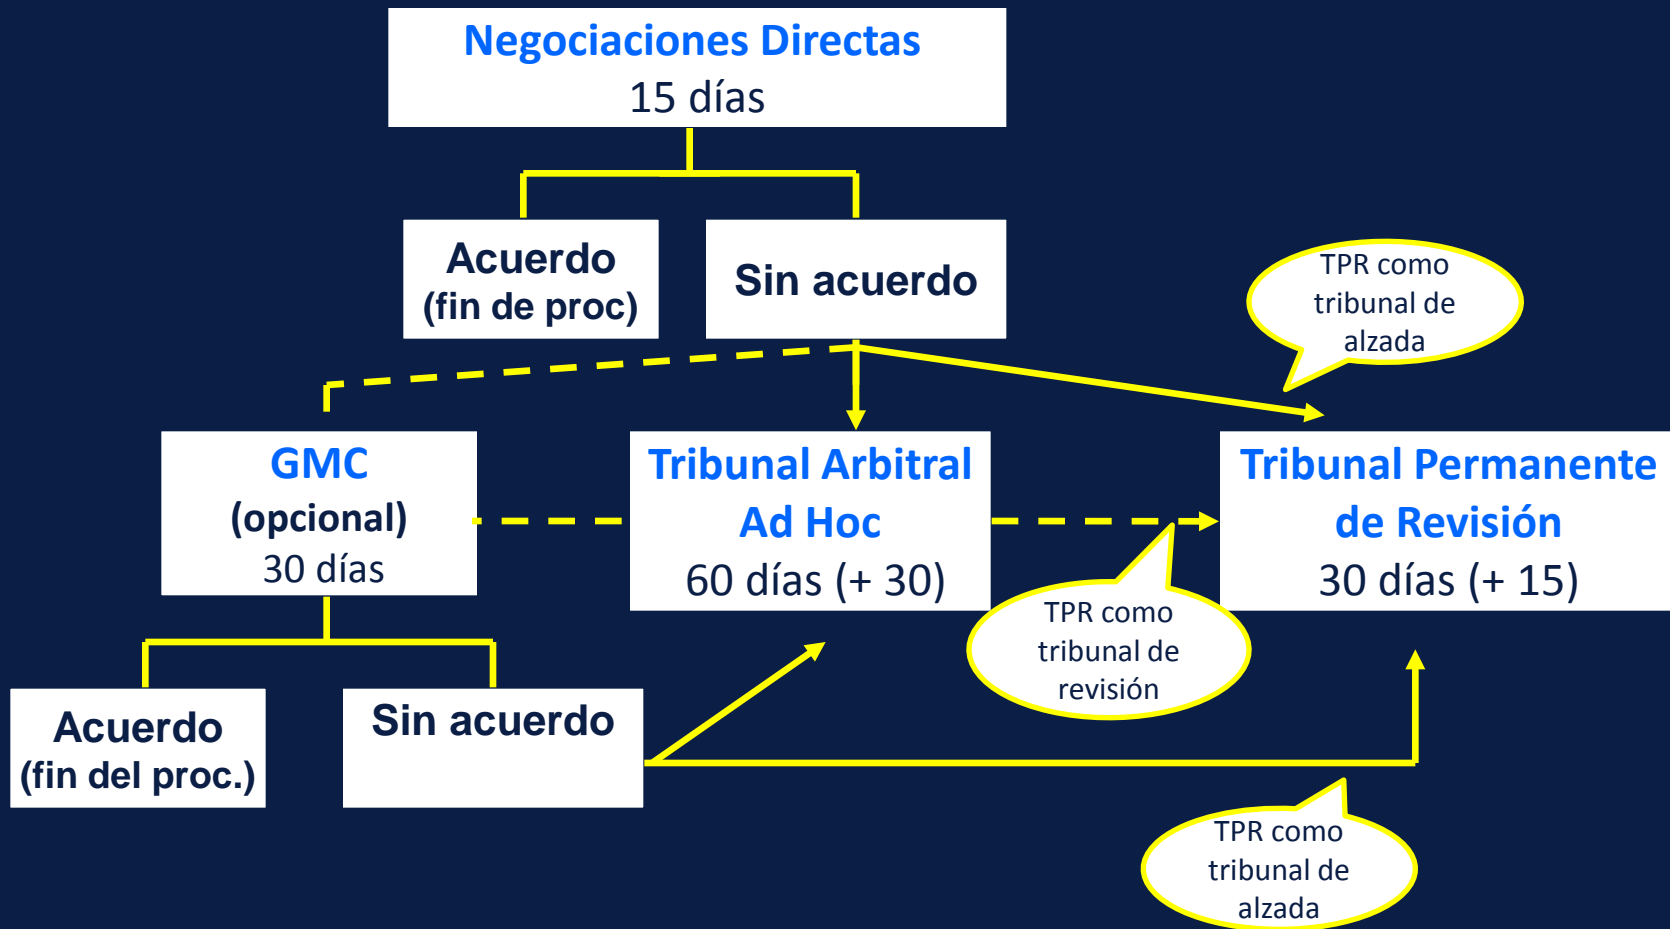 Negociaciones Directas
15 días
Acuerdo
(fin de proc)
Sin acuerdo
TPR como
tribunal de
alzada
GMC
(opcional)
30 días
Tribunal Arbitral
Ad Hoc
60 días (+ 30)
Tribunal Permanente
de Revisión
30 días (+ 15)
TPR como
tribunal de
revisión
Acuerdo
(fin del proc.)
Sin acuerdo
TPR como
tribunal de
alzada